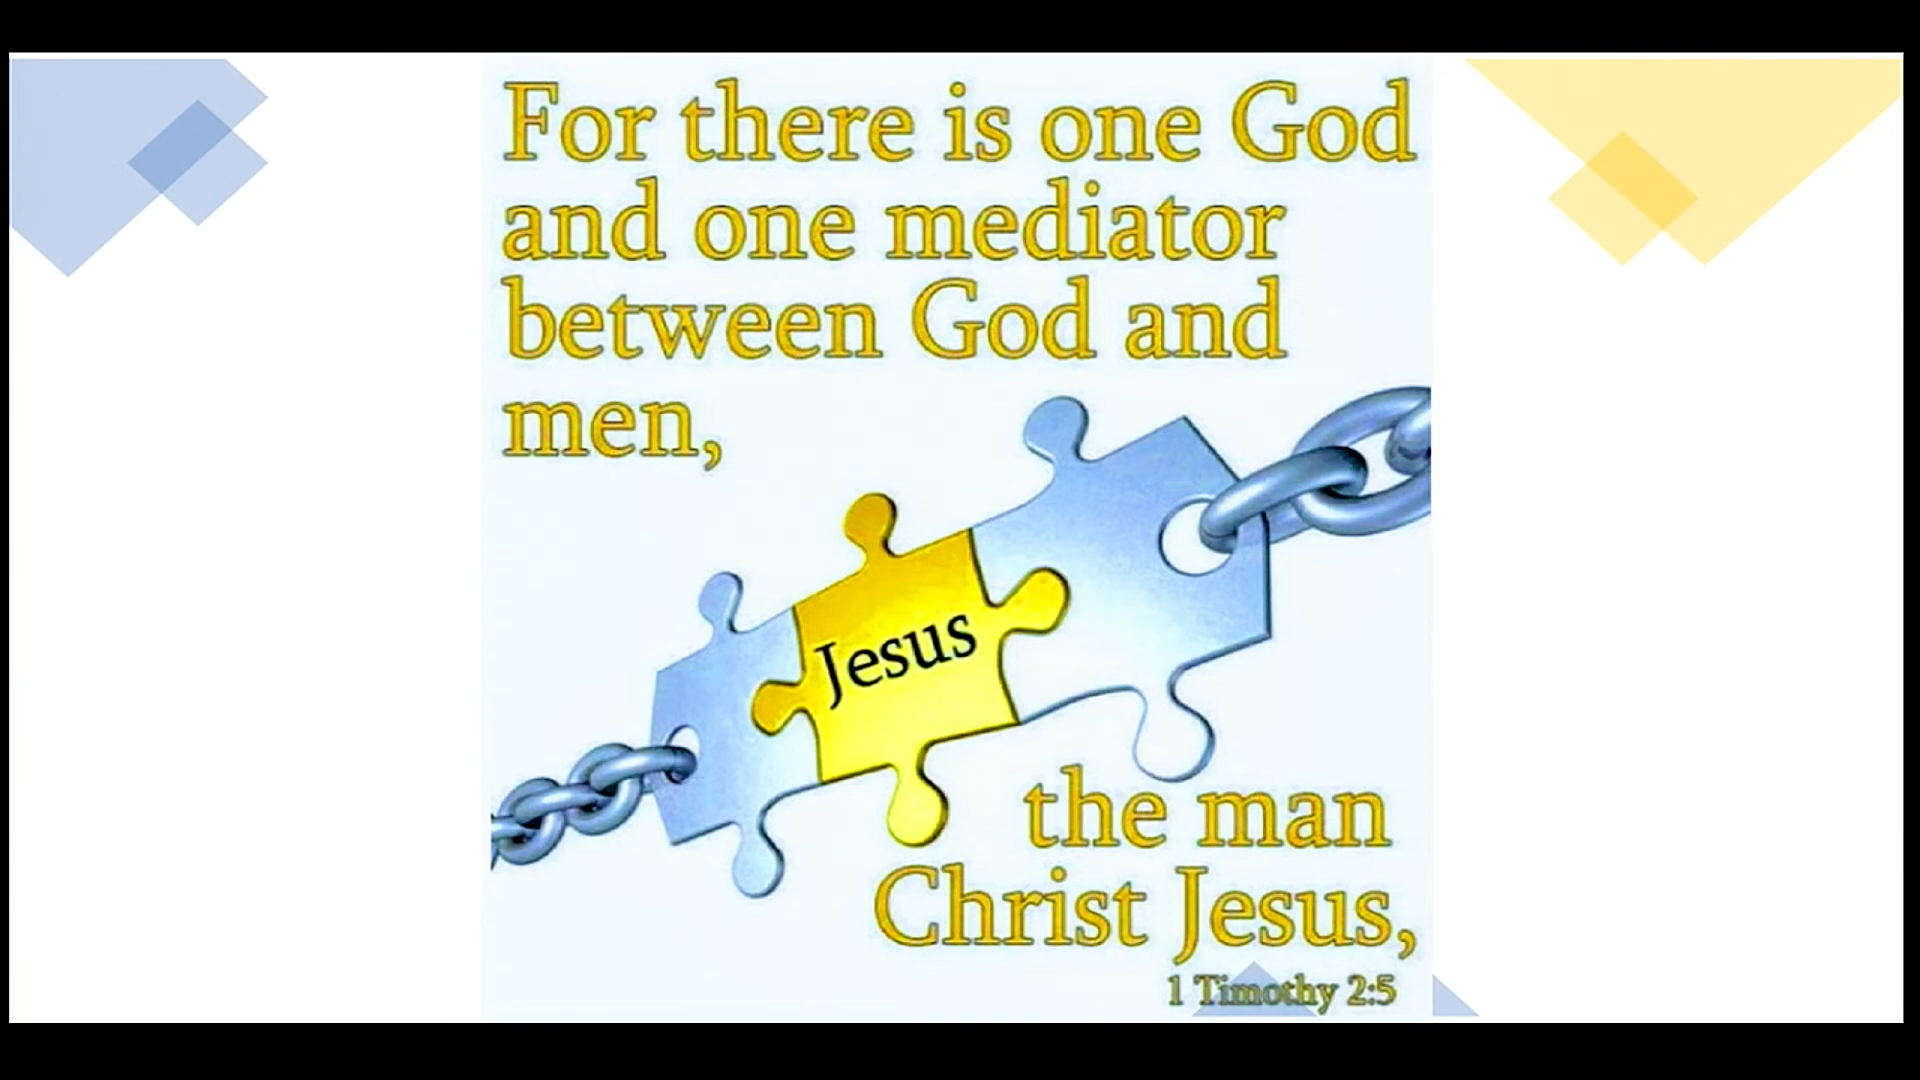 For there is one God
and one mediator
between God and
men,
Jesus
the man
Christ Jesus,
1 Timothy 2:5